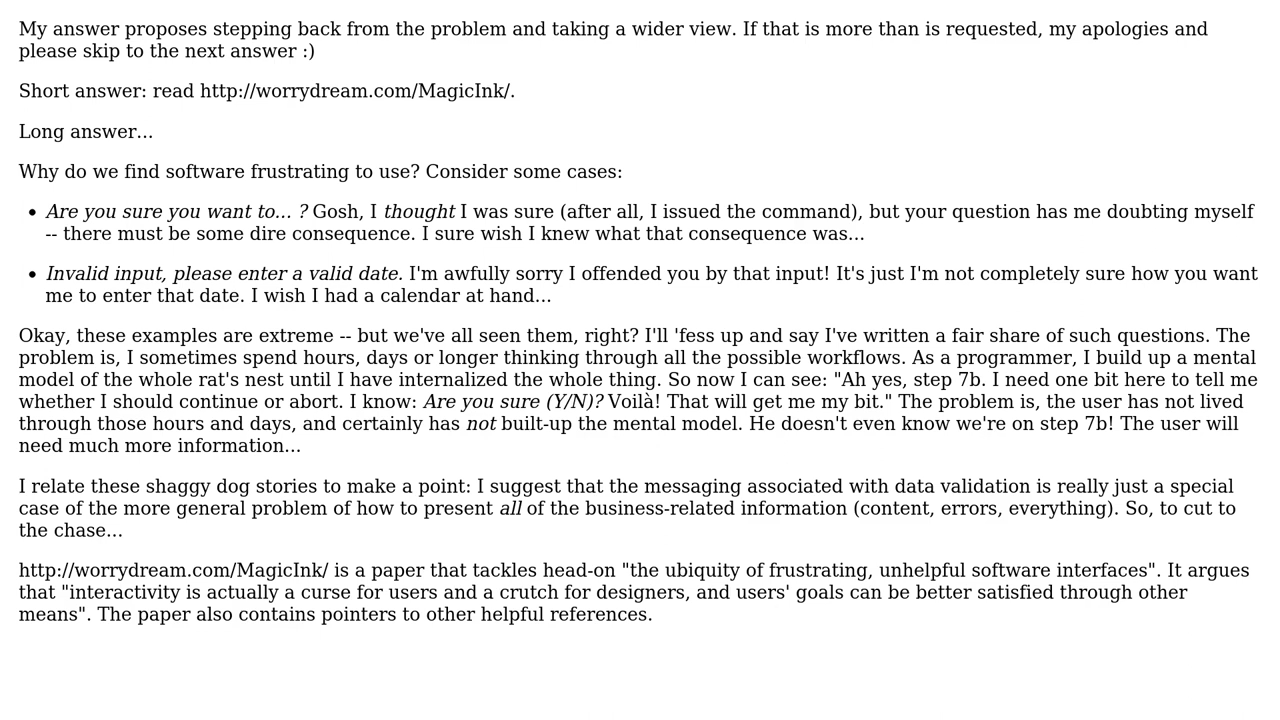 My answer proposes stepping back from the problem and taking a wider view. If that is more than is requested, my apologies and
please skip to the next answer :)
Short answer: read http://worrydream.com/MagicInk/.
Long answer...
Why do we find software frustrating to use? Consider some cases:
• Are you sure you want to... ? Gosh, I thought I was sure (after all, I issued the command), but your question has me doubting myself
-- there must be some dire consequence. I sure wish I knew what that consequence was...
• Invalid input, please enter a valid date. I'm awfully sorry I offended you by that input! It's just I'm not completely sure how you want
me to enter that date. I wish I had a calendar at hand...
Okay, these examples are extreme -- but we've all seen them, right? I'll 'fess up and say I've written a fair share of such questions. The
problem is, I sometimes spend hours, days or longer thinking through all the possible workflows. As a programmer, I build up a mental
model of the whole rat's nest until I have internalized the whole thing. So now I can see: "Ah yes, step 7b. I need one bit here to tell me
whether I should continue or abort. I know: Are you sure (Y/N)? Voilà! That will get me my bit." The problem is, the user has not lived
through those hours and days, and certainly has not built-up the mental model. He doesn't even know we're on step 7b! The user will
need much more information...
I relate these shaggy dog stories to make a point: I suggest that the messaging associated with data validation is really just a special
case of the more general problem of how to present all of the business-related information (content, errors, everything). So, to cut to
the chase...
http://worrydream.com/MagicInk/ is a paper that tackles head-on "the ubiquity of frustrating, unhelpful software interfaces". It argues
that "interactivity is actually a curse for users and a crutch for designers, and users' goals can be better satisfied through other
means". The paper also contains pointers to other helpful references.